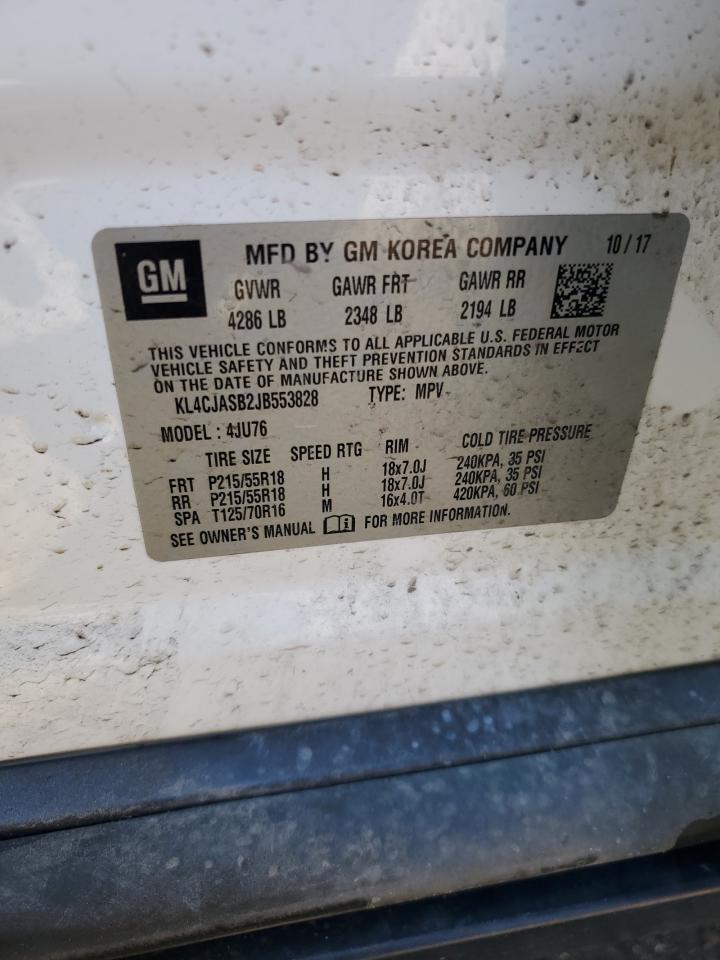 GM MFD BY GM KOREA COMPANY 10/17
GVWR GAWR FRT GAWR RR
4286 LB 2348 LB 2194 LB
THIS VEHICLE CONFORMS TO ALL APPLICABLE U.S. FEDERAL MOTOR
VEHICLE SAFETY AND THEFT PREVENTION STANDARDS IN EFFECT
ON THE DATE OF MANUFACTURE SHOWN ABOVE.
KL4CJASB2JB553828 TYPE: MPV
MODEL : 4JU76
TIRE SIZE SPEED RTG RIM COLD TIRE PRESSURE
FRT P215/55R18 H 18x7.0J 240KPA, 35 PSI
RR P215/55R18 H 18x7.0J 240KPA, 35 PSI
SPA T125/70R16 M 16x4.0T 420KPA, 60 PSI
SEE OWNER'S MANUAL i FOR MORE INFORMATION.